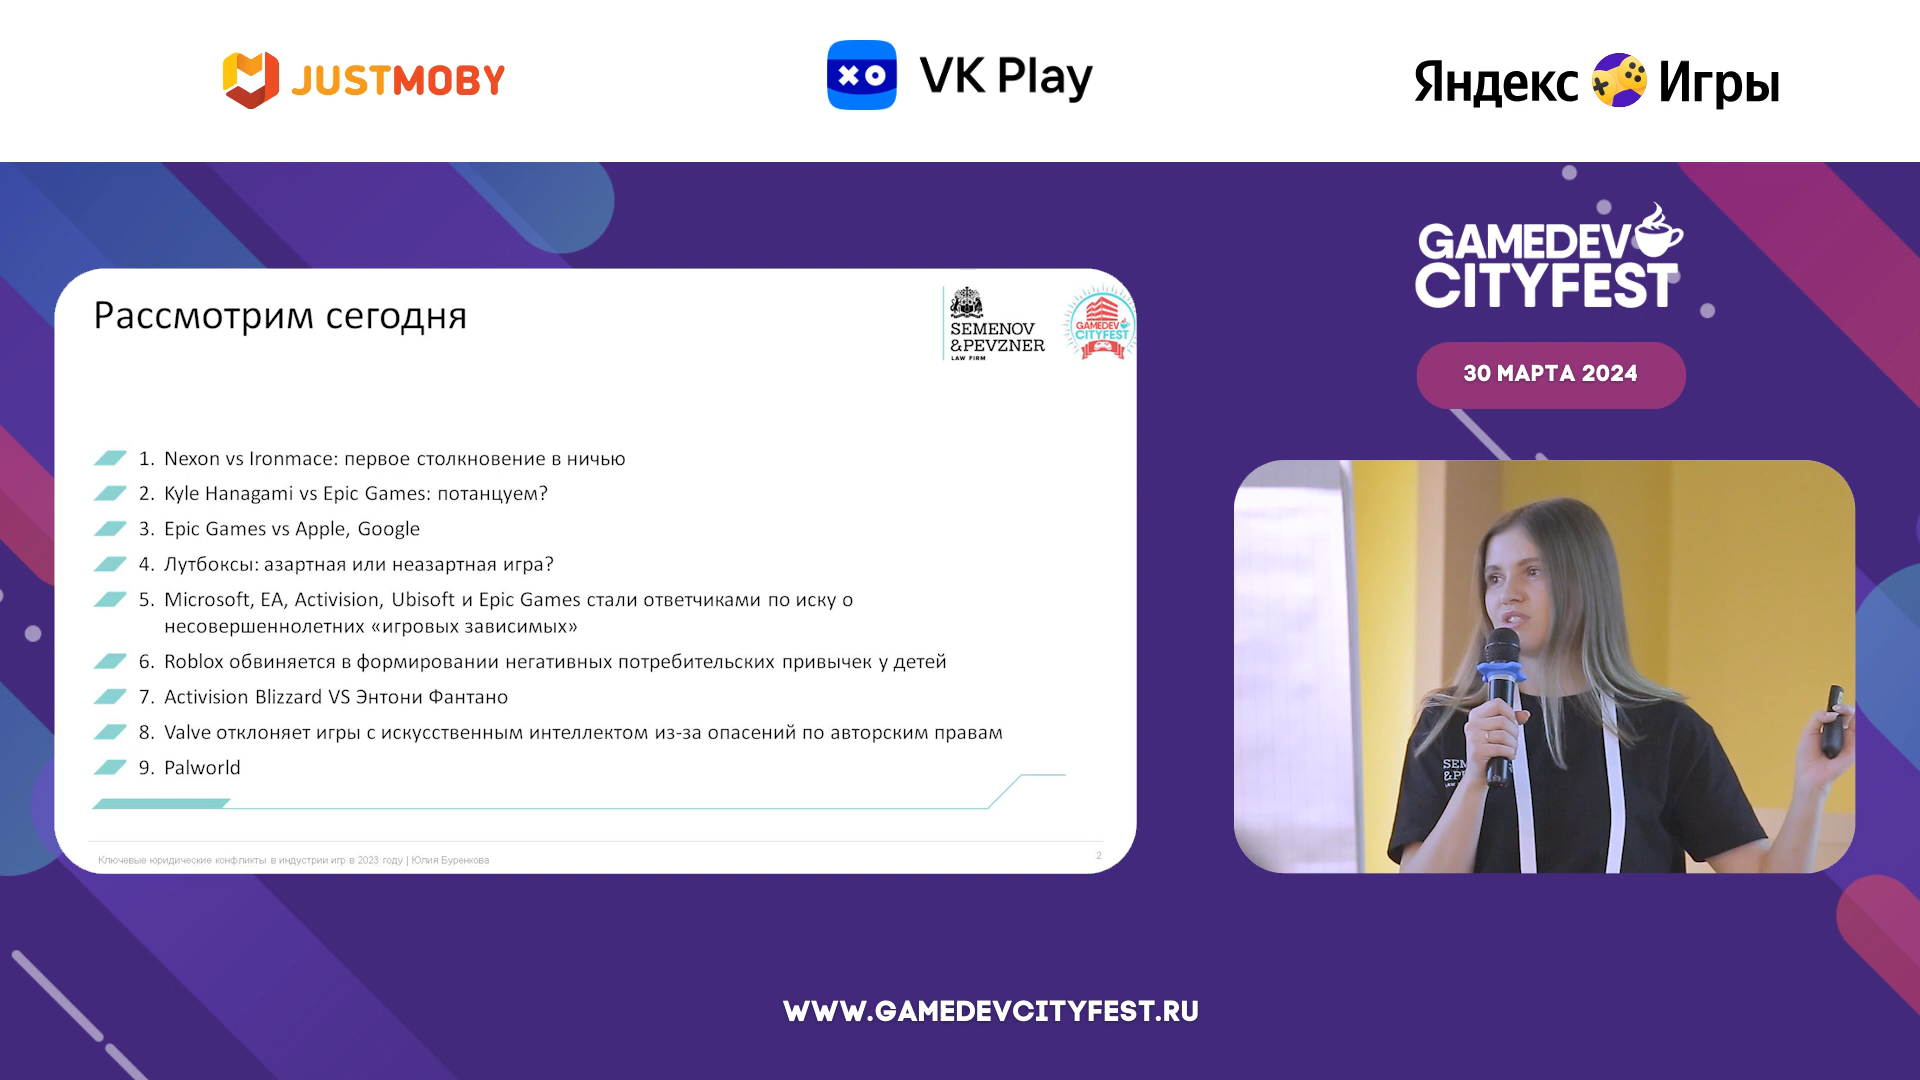 JUSTMOBY
VK Play
Яндекс Игры
GAMEDEV
CITYFEST
30 МАРТА 2024
Рассмотрим сегодня
SEMENOV
&PEVZNER
LAW FIRM
GAMEDEV
CITYFEST
1. Nexon vs Ironmace: первое столкновение в ничью
2. Kyle Hanagami vs Epic Games: потанцуем?
3. Epic Games vs Apple, Google
4. Лутбоксы: азартная или неазартная игра?
5. Microsoft, EA, Activision, Ubisoft и Epic Games стали ответчиками по иску о
несовершеннолетних «игровых зависимых»
6. Roblox обвиняется в формировании негативных потребительских привычек у детей
7. Activision Blizzard VS Энтони Фантано
8. Valve отклоняет игры с искусственным интеллектом из-за опасений по авторским правам
9. Palworld
Ключевые юридические конфликты в индустрии игр в 2023 году | Юлия Буренкова
2
WWW.GAMEDEVCITYFEST.RU